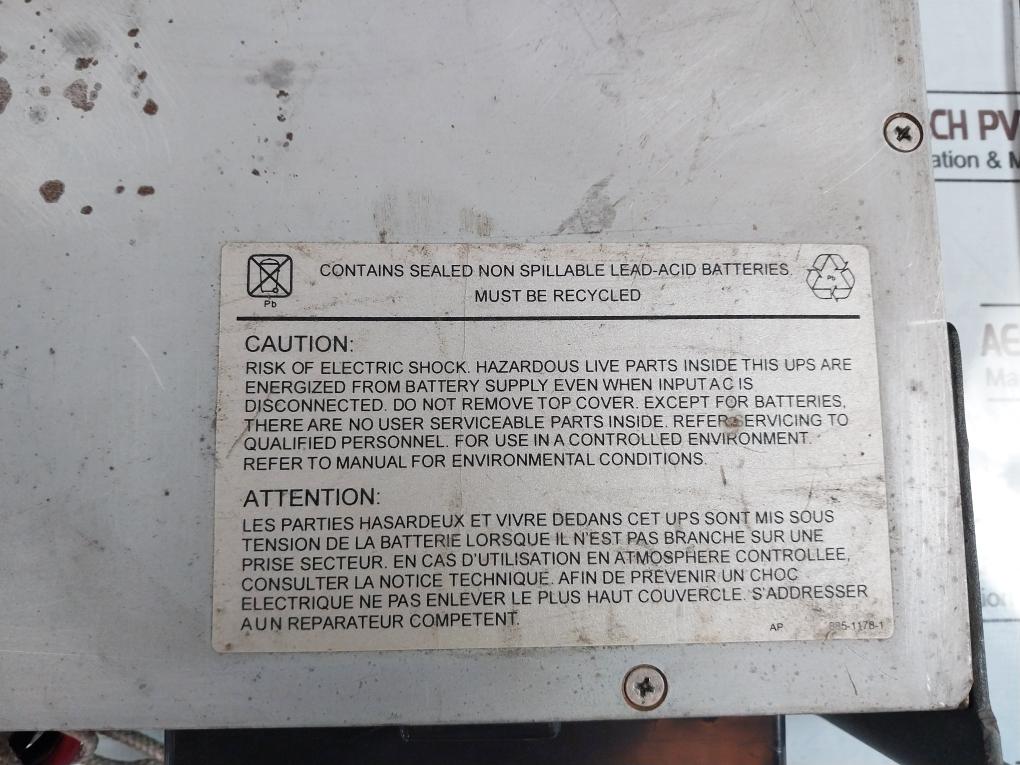 CONTAINS SEALED NON SPILLABLE LEAD-ACID BATTERIES.
MUST BE RECYCLED
Pb
Pb
CAUTION:
RISK OF ELECTRIC SHOCK. HAZARDOUS LIVE PARTS INSIDE THIS UPS ARE
ENERGIZED FROM BATTERY SUPPLY EVEN WHEN INPUT AC IS
DISCONNECTED. DO NOT REMOVE TOP COVER. EXCEPT FOR BATTERIES,
THERE ARE NO USER SERVICEABLE PARTS INSIDE. REFER SERVICING TO
QUALIFIED PERSONNEL. FOR USE IN A CONTROLLED ENVIRONMENT.
REFER TO MANUAL FOR ENVIRONMENTAL CONDITIONS.
ATTENTION:
LES PARTIES HASARDEUX ET VIVRE DEDANS CET UPS SONT MIS SOUS
TENSION DE LA BATTERIE LORSQUE IL N'EST PAS BRANCHE SUR UNE
PRISE SECTEUR. EN CAS D'UTILISATION EN ATMOSPHERE CONTROLLEE,
CONSULTER LA NOTICE TECHNIQUE. AFIN DE PREVENIR UN CHOC
ELECTRIQUE NE PAS ENLEVER LE PLUS HAUT COUVERCLE. S'ADDRESSER
A UN REPARATEUR COMPETENT.
AP 885-1178-1
CH PV
ation & M
AE
Ma